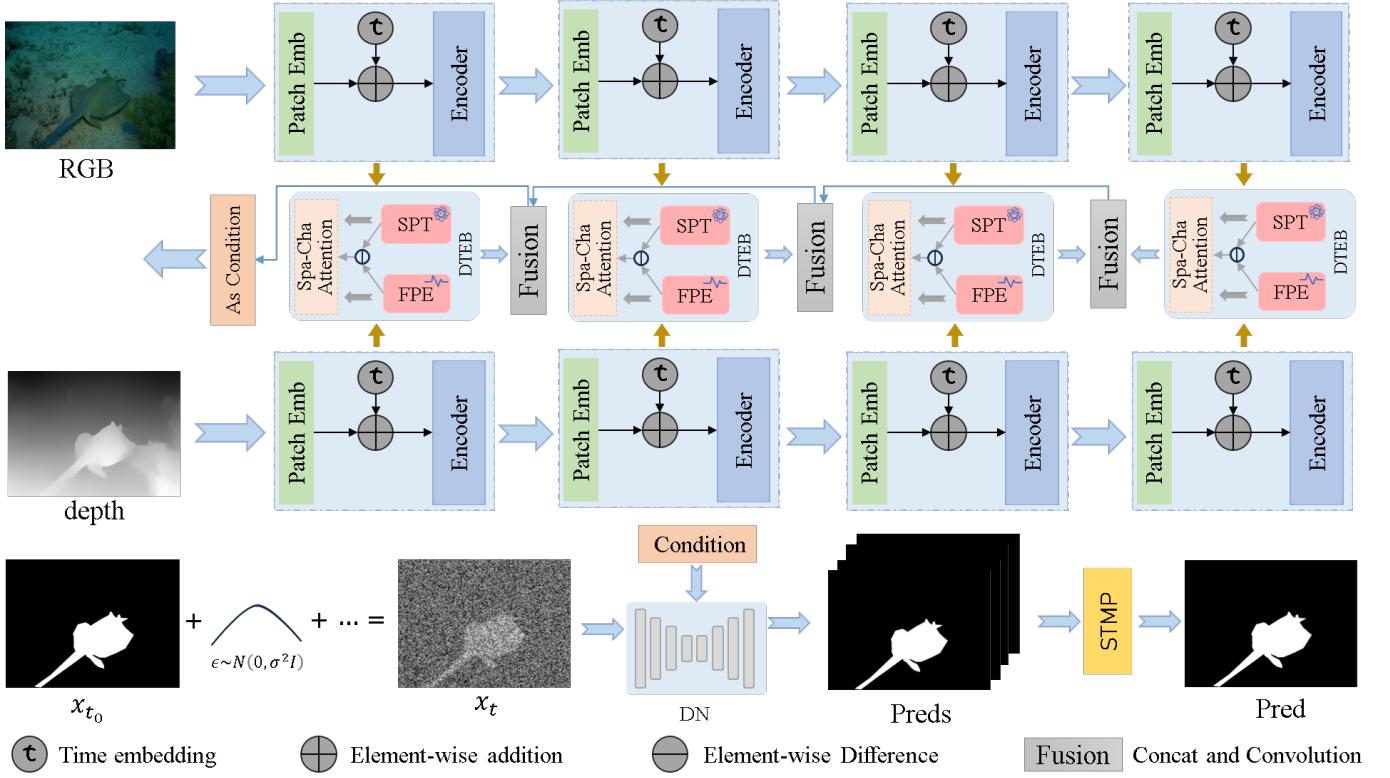 RGB
Patch Emb
t
Encoder
Patch Emb
t
Encoder
Patch Emb
t
Encoder
Patch Emb
t
Encoder
As Condition
Spa-Cha
Attention
SPT
FPE
DTEB
Fusion
Spa-Cha
Attention
SPT
FPE
DTEB
Fusion
Spa-Cha
Attention
SPT
FPE
DTEB
Fusion
Spa-Cha
Attention
SPT
FPE
DTEB
depth
Patch Emb
t
Encoder
Patch Emb
t
Encoder
Patch Emb
t
Encoder
Patch Emb
t
Encoder
Condition
+
+ ... =
ϵ~N(0, σ²I)
STMP
x_{t_0}
x_t
DN
Preds
Pred
t Time embedding
Element-wise addition
Element-wise Difference
Fusion Concat and Convolution